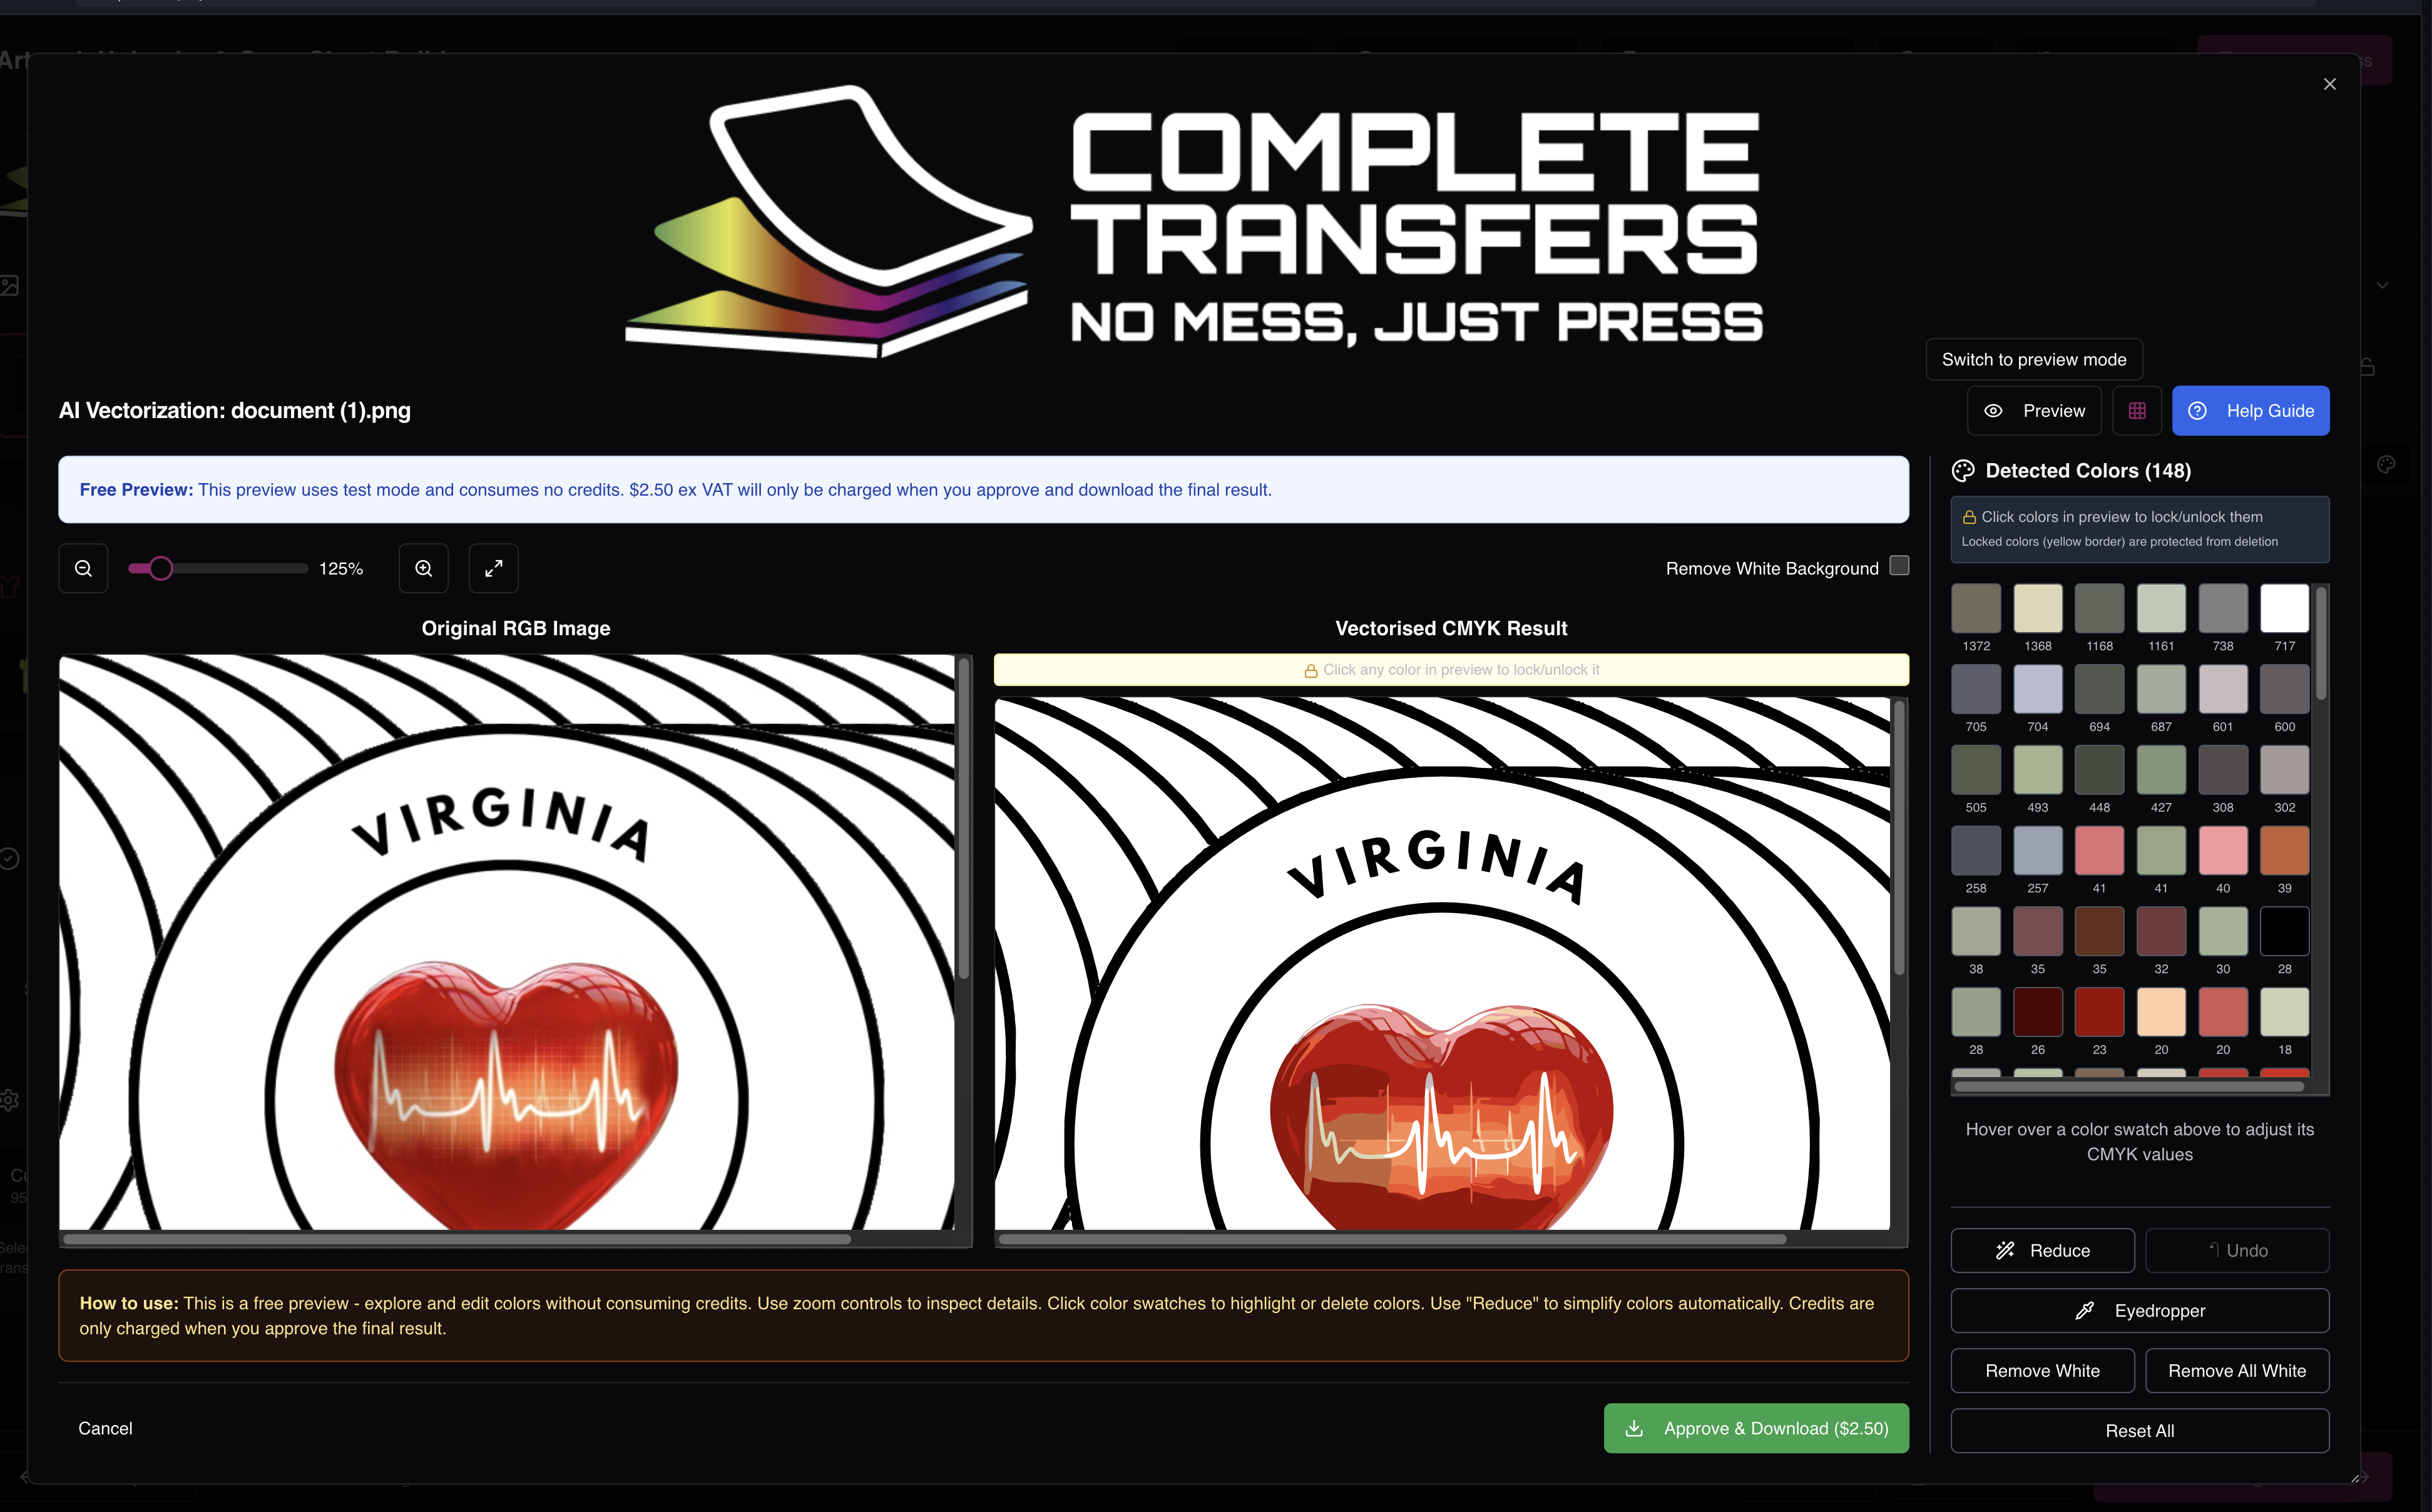 COMPLETE
TRANSFERS
NO MESS, JUST PRESS
Switch to preview mode
AI Vectorization: document (1).png
Preview
Help Guide
Free Preview: This preview uses test mode and consumes no credits. $2.50 ex VAT will only be charged when you approve and download the final result.
125%
Remove White Background
Original RGB Image
Vectorised CMYK Result
Click any color in preview to lock/unlock it
VIRGINIA
VIRGINIA
Detected Colors (148)
Click colors in preview to lock/unlock them
Locked colors (yellow border) are protected from deletion
1372 1368 1168 1161 738 717
705 704 694 687 601 600
505 493 448 427 308 302
258 257 41 41 40 39
38 35 35 32 30 28
28 26 23 20 20 18
Hover over a color swatch above to adjust its
CMYK values
Reduce
Undo
Eyedropper
Remove White
Remove All White
Reset All
How to use: This is a free preview - explore and edit colors without consuming credits. Use zoom controls to inspect details. Click color swatches to highlight or delete colors. Use "Reduce" to simplify colors automatically. Credits are
only charged when you approve the final result.
Cancel
Approve & Download ($2.50)